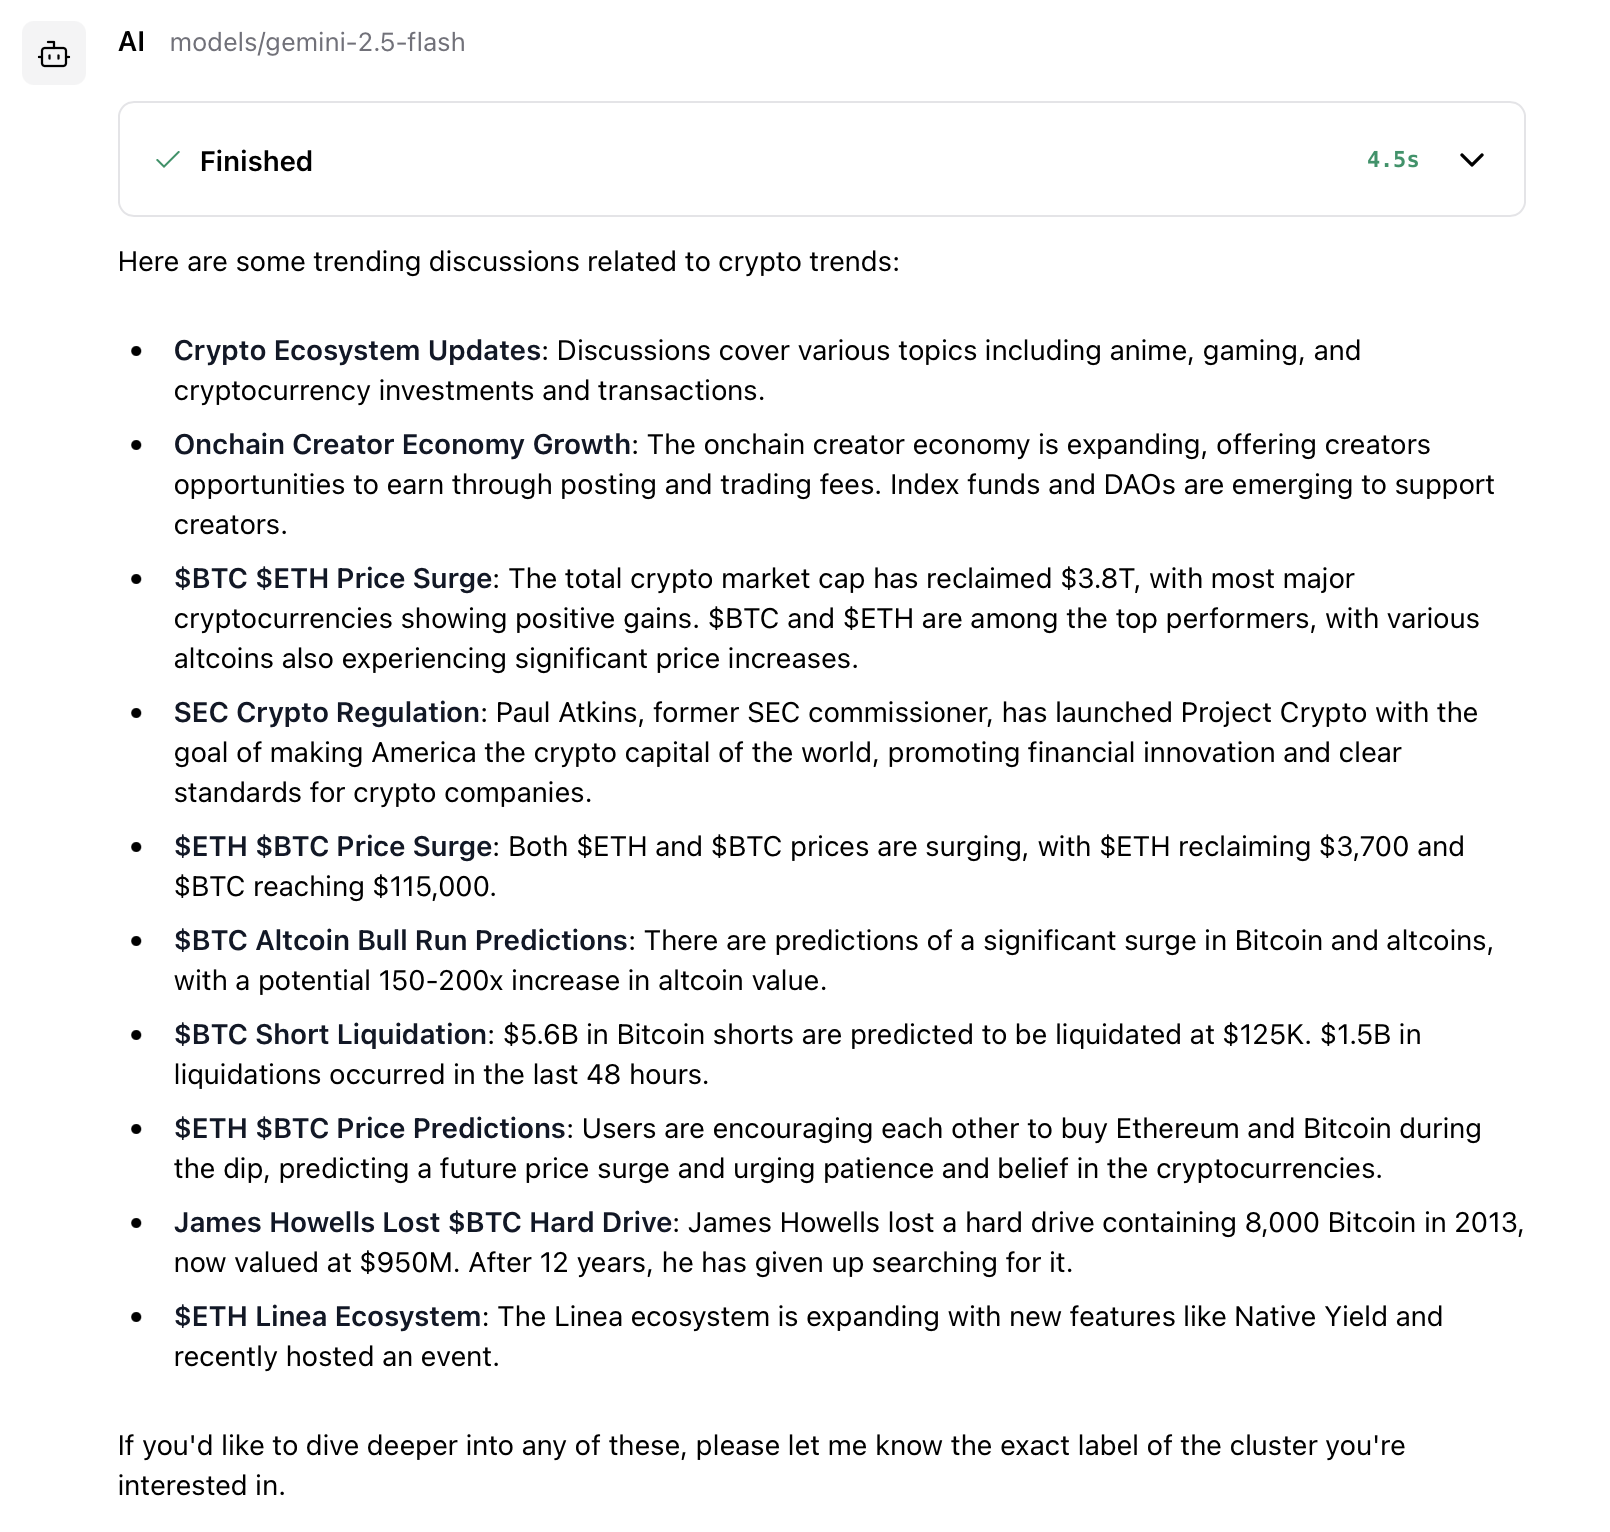 AI models/gemini-2.5-flash
Finished 4.5s
Here are some trending discussions related to crypto trends:
Crypto Ecosystem Updates: Discussions cover various topics including anime, gaming, and
cryptocurrency investments and transactions.
Onchain Creator Economy Growth: The onchain creator economy is expanding, offering creators
opportunities to earn through posting and trading fees. Index funds and DAOs are emerging to support
creators.
$BTC $ETH Price Surge: The total crypto market cap has reclaimed $3.8T, with most major
cryptocurrencies showing positive gains. $BTC and $ETH are among the top performers, with various
altcoins also experiencing significant price increases.
SEC Crypto Regulation: Paul Atkins, former SEC commissioner, has launched Project Crypto with the
goal of making America the crypto capital of the world, promoting financial innovation and clear
standards for crypto companies.
$ETH $BTC Price Surge: Both $ETH and $BTC prices are surging, with $ETH reclaiming $3,700 and
$BTC reaching $115,000.
$BTC Altcoin Bull Run Predictions: There are predictions of a significant surge in Bitcoin and altcoins,
with a potential 150-200x increase in altcoin value.
$BTC Short Liquidation: $5.6B in Bitcoin shorts are predicted to be liquidated at $125K. $1.5B in
liquidations occurred in the last 48 hours.
$ETH $BTC Price Predictions: Users are encouraging each other to buy Ethereum and Bitcoin during
the dip, predicting a future price surge and urging patience and belief in the cryptocurrencies.
James Howells Lost $BTC Hard Drive: James Howells lost a hard drive containing 8,000 Bitcoin in 2013,
now valued at $950M. After 12 years, he has given up searching for it.
$ETH Linea Ecosystem: The Linea ecosystem is expanding with new features like Native Yield and
recently hosted an event.
If you'd like to dive deeper into any of these, please let me know the exact label of the cluster you're
interested in.